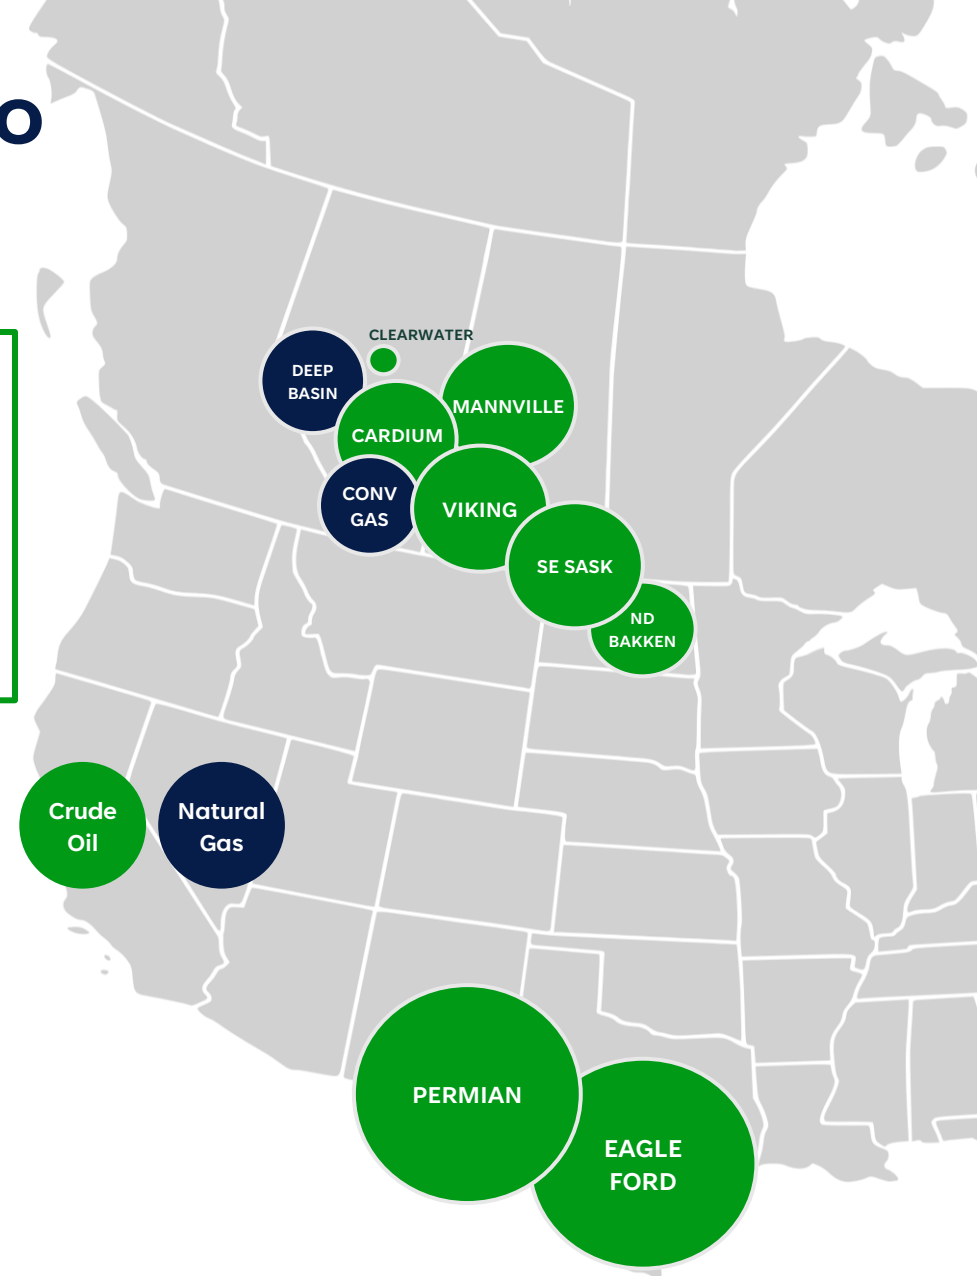 o
CLEARWATER
DEEP
BASIN
MANNVILLE
CARDIUM
CONV
GAS
VIKING
SE SASK
ND
BAKKEN
Crude
Oil
Natural
Gas
PERMIAN
EAGLE
FORD